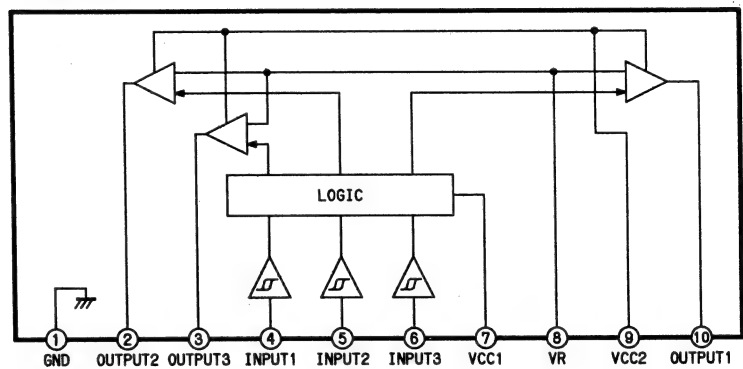 LOGIC
1 2 3 4 5 6 7 8 9 10
GND OUTPUT2 OUTPUT3 INPUT1 INPUT2 INPUT3 VCC1 VR VCC2 OUTPUT1